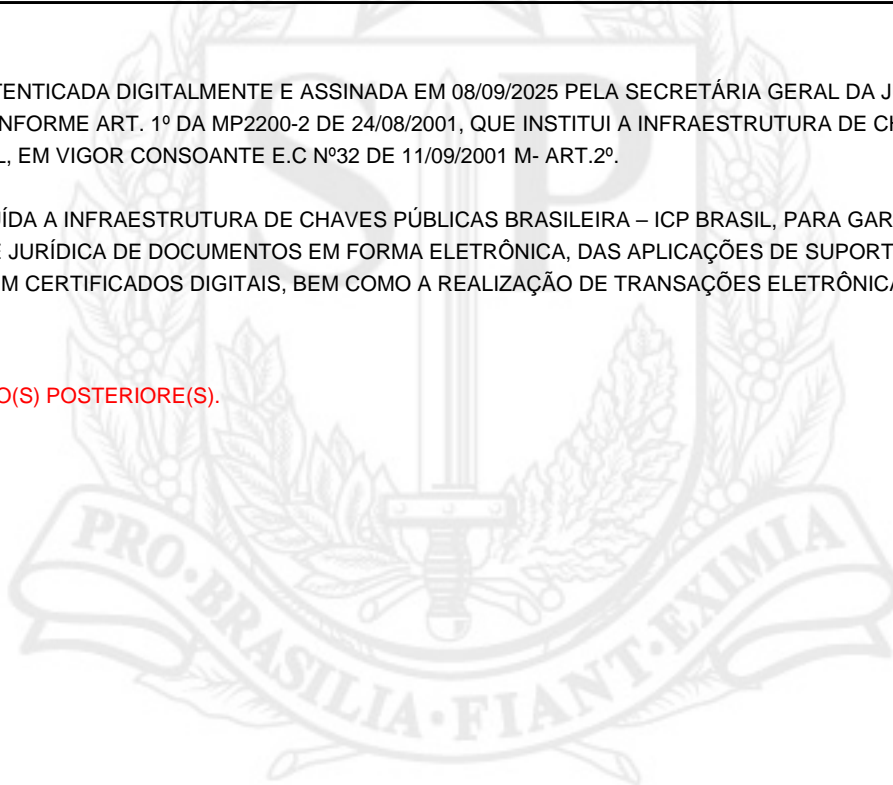 TENTICADA DIGITALMENTE E ASSINADA EM 08/09/2025 PELA SECRETÁRIA GERAL DA J
NFORME ART. 1º DA MP2200-2 DE 24/08/2001, QUE INSTITUI A INFRAESTRUTURA DE CH
L, EM VIGOR CONSOANTE E.C Nº32 DE 11/09/2001 M- ART.2º.
ÍDA A INFRAESTRUTURA DE CHAVES PÚBLICAS BRASILEIRA – ICP BRASIL, PARA GAR
E JURÍDICA DE DOCUMENTOS EM FORMA ELETRÔNICA, DAS APLICAÇÕES DE SUPORT
M CERTIFICADOS DIGITAIS, BEM COMO A REALIZAÇÃO DE TRANSAÇÕES ELETRÔNICA
O(S) POSTERIORE(S).
SP
PRO·BRASILIA·FIANT·EXIMIA